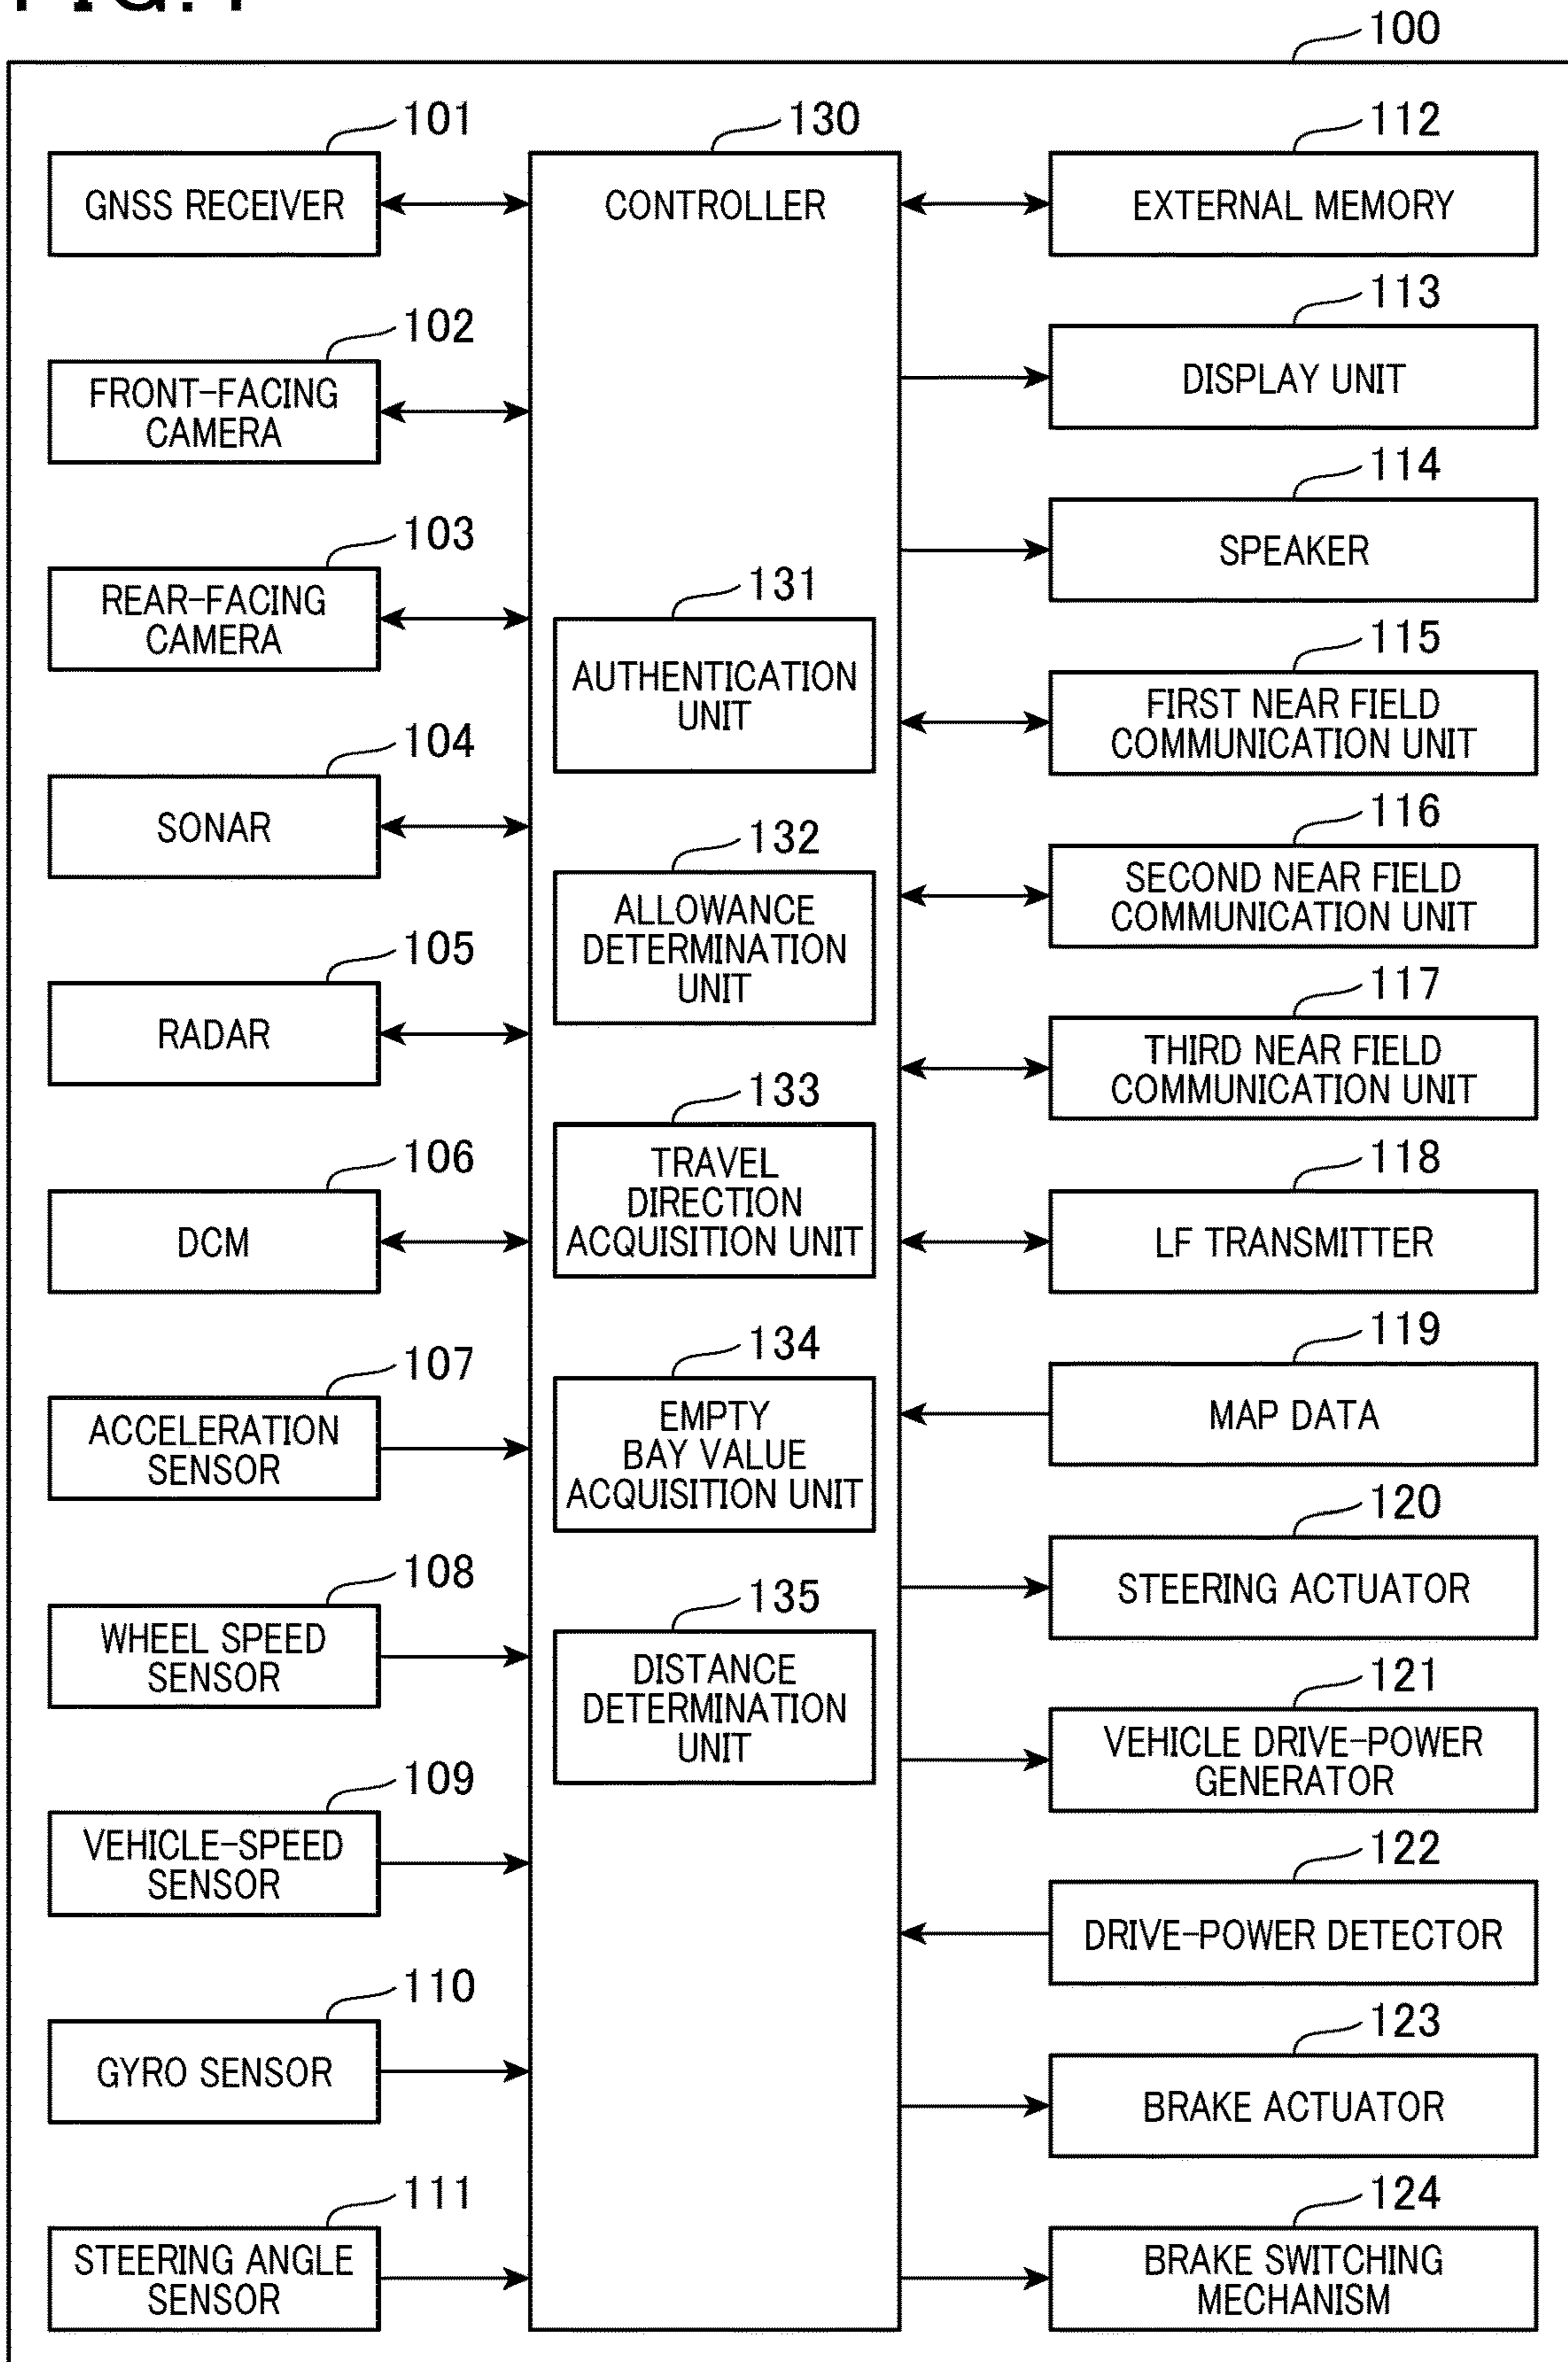 100
101
GNSS RECEIVER
102
FRONT-FACING
CAMERA
103
REAR-FACING
CAMERA
104
SONAR
105
RADAR
106
DCM
107
ACCELERATION
SENSOR
108
WHEEL SPEED
SENSOR
109
VEHICLE-SPEED
SENSOR
110
GYRO SENSOR
111
STEERING ANGLE
SENSOR
130
CONTROLLER
131
AUTHENTICATION
UNIT
132
ALLOWANCE
DETERMINATION
UNIT
133
TRAVEL
DIRECTION
ACQUISITION UNIT
134
EMPTY
BAY VALUE
ACQUISITION UNIT
135
DISTANCE
DETERMINATION
UNIT
112
EXTERNAL MEMORY
113
DISPLAY UNIT
114
SPEAKER
115
FIRST NEAR FIELD
COMMUNICATION UNIT
116
SECOND NEAR FIELD
COMMUNICATION UNIT
117
THIRD NEAR FIELD
COMMUNICATION UNIT
118
LF TRANSMITTER
119
MAP DATA
120
STEERING ACTUATOR
121
VEHICLE DRIVE-POWER
GENERATOR
122
DRIVE-POWER DETECTOR
123
BRAKE ACTUATOR
124
BRAKE SWITCHING
MECHANISM